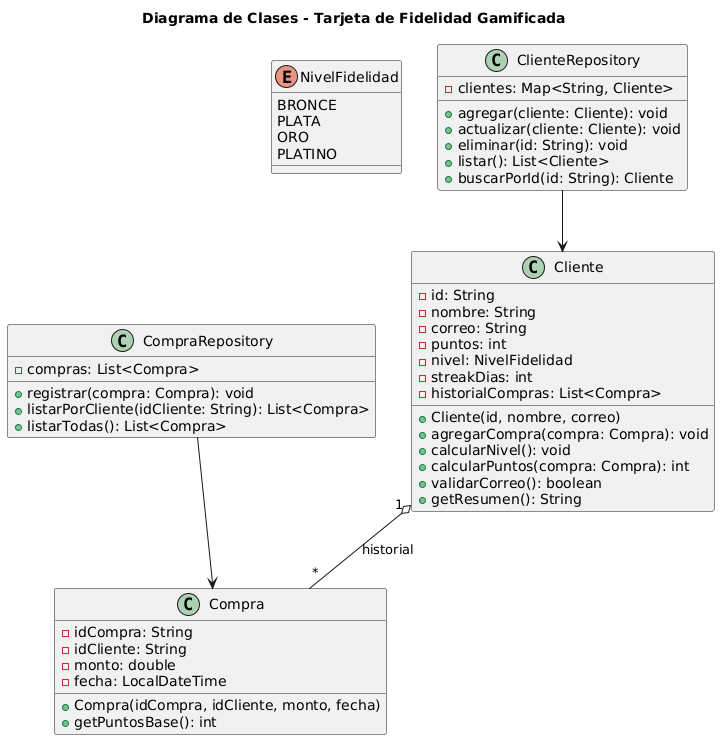 Diagrama de Clases - Tarjeta de Fidelidad Gamificada
E NivelFidelidad
BRONCE
PLATA
ORO
PLATINO
C ClienteRepository
clientes: Map<String, Cliente>
agregar(cliente: Cliente): void
actualizar(cliente: Cliente): void
eliminar(id: String): void
listar(): List<Cliente>
buscarPorId(id: String): Cliente
C Cliente
id: String
nombre: String
correo: String
puntos: int
nivel: NivelFidelidad
streakDias: int
historialCompras: List<Compra>
Cliente(id, nombre, correo)
agregarCompra(compra: Compra): void
calcularNivel(): void
calcularPuntos(compra: Compra): int
validarCorreo(): boolean
getResumen(): String
C CompraRepository
compras: List<Compra>
registrar(compra: Compra): void
listarPorCliente(idCliente: String): List<Compra>
listarTodas(): List<Compra>
1
historial
*
C Compra
idCompra: String
idCliente: String
monto: double
fecha: LocalDateTime
Compra(idCompra, idCliente, monto, fecha)
getPuntosBase(): int